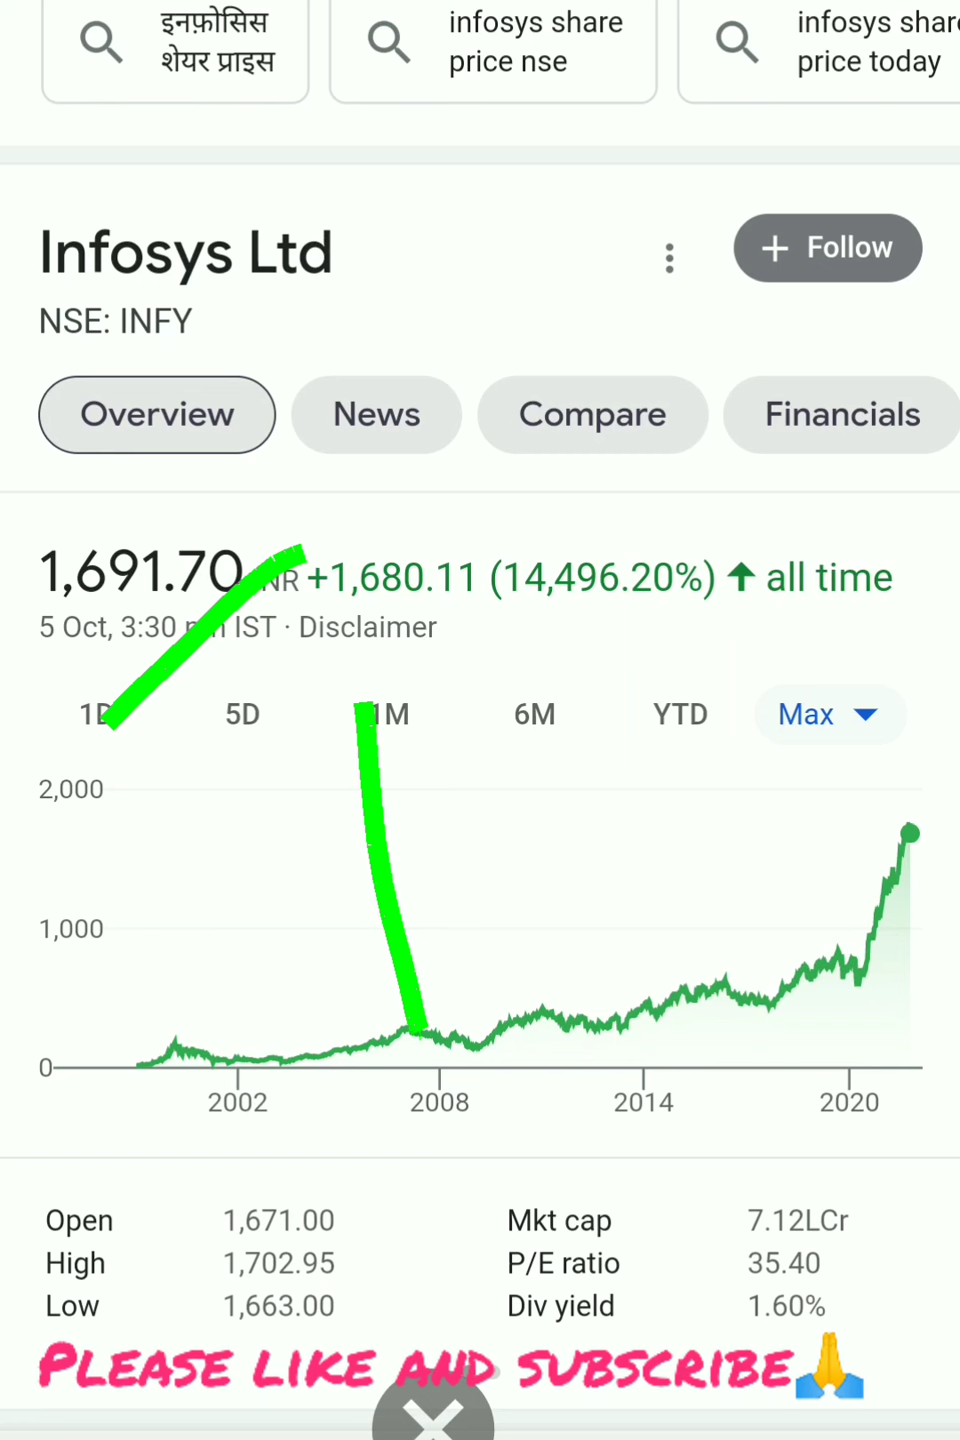 इनफ़ोसिस
शेयर प्राइस
infosys share
price nse
infosys shar
price today
Infosys Ltd
+ Follow
NSE: INFY
Overview
News
Compare
Financials
1,691.70 +1,680.11 (14,496.20%) ↑ all time
5 Oct, 3:30 IST · Disclaimer
5D
1M
6M
YTD
Max
2,000
1,000
0
2002
2008
2014
2020
Open 1,671.00
Mkt cap 7.12LCr
High 1,702.95
P/E ratio 35.40
Low 1,663.00
Div yield 1.60%
PLEASE LIKE AND SUBSCRIBE🙏